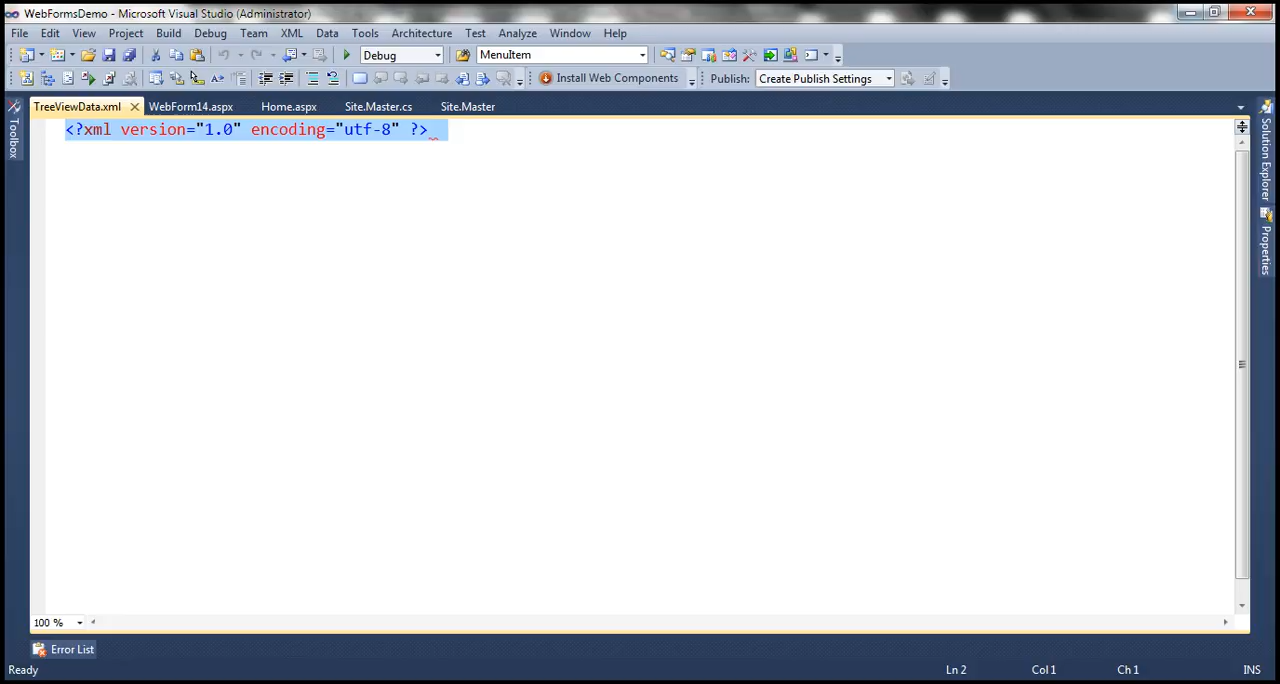 WebFormsDemo - Microsoft Visual Studio (Administrator)
File Edit View Project Build Debug Team XML Data Tools Architecture Test Analyze Window Help
Debug MenuItem
Install Web Components Publish: Create Publish Settings
TreeViewData.xml WebForm14.aspx Home.aspx Site.Master.cs Site.Master
<?xml version="1.0" encoding="utf-8" ?>
Toolbox
Solution Explorer
Properties
100 %
Error List
Ready Ln 2 Col 1 Ch 1 INS